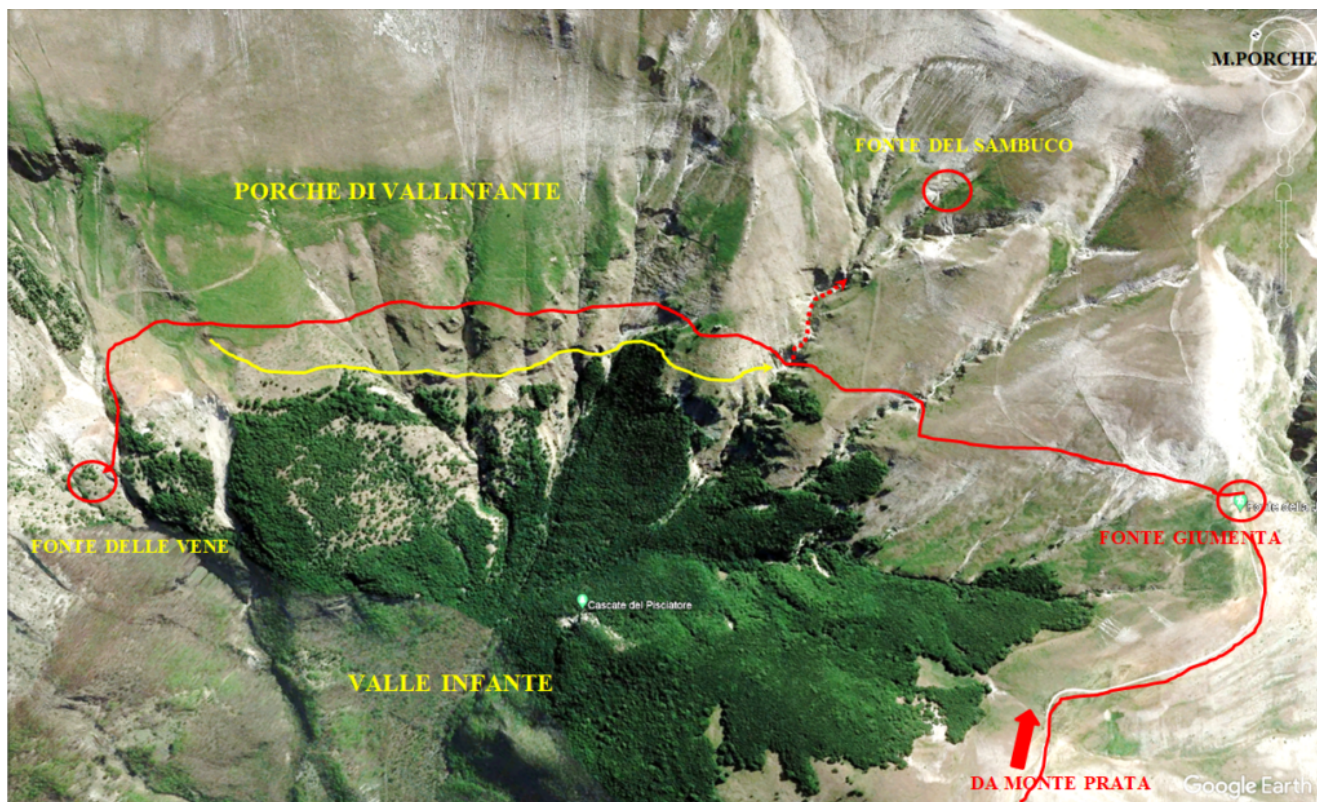 M.PORCHE
FONTE DEL SAMBUCO
PORCHE DI VALLINFANTE
FONTE DELLE VENE
FONTE GIUMENTA
Cascate del Pisciatore
VALLE INFANTE
DA MONTE PRATA
Google Earth